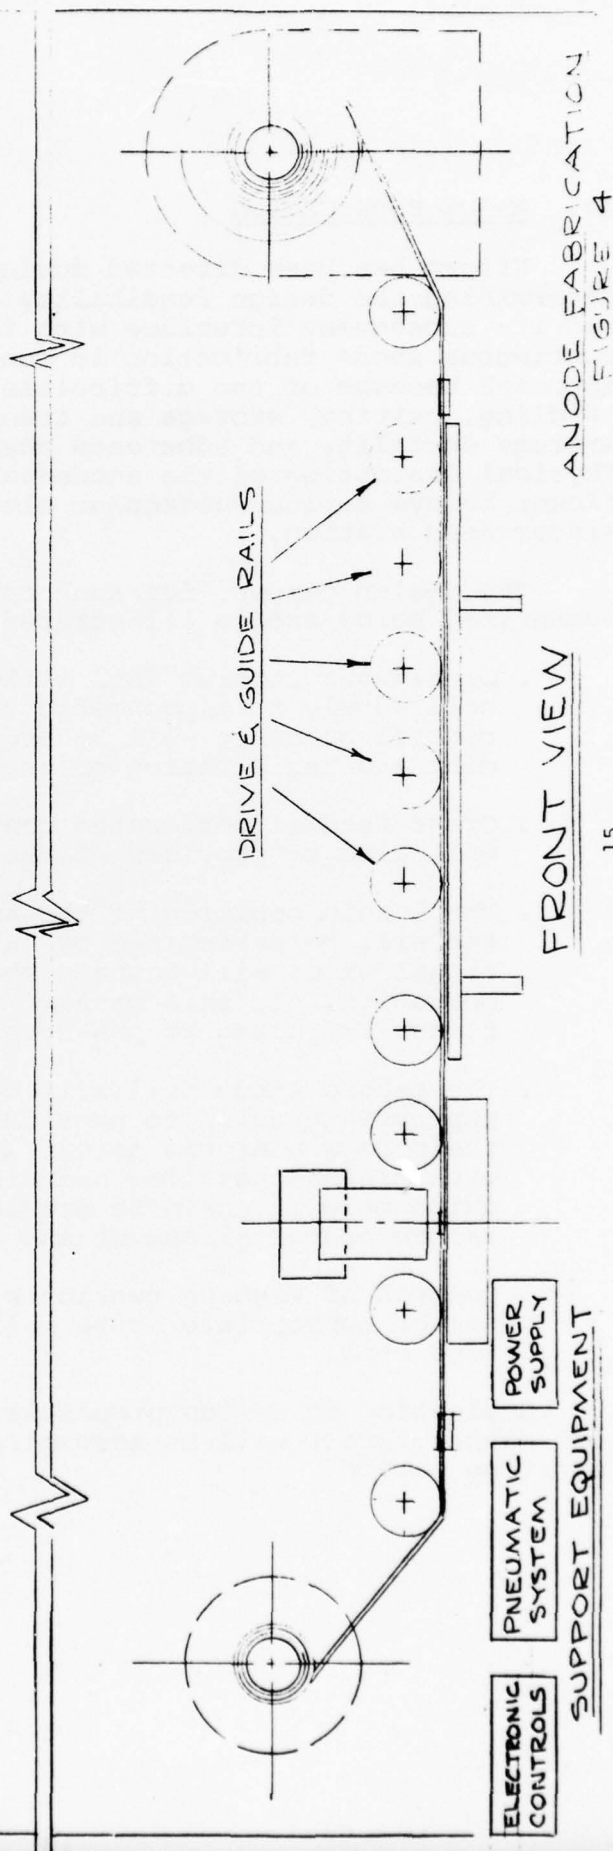 DRIVE & GUIDE RAILS
ELECTRONIC
CONTROLS
PNEUMATIC
SYSTEM
POWER
SUPPLY
SUPPORT EQUIPMENT
FRONT VIEW
ANODE FABRICATION
FIGURE 4
15